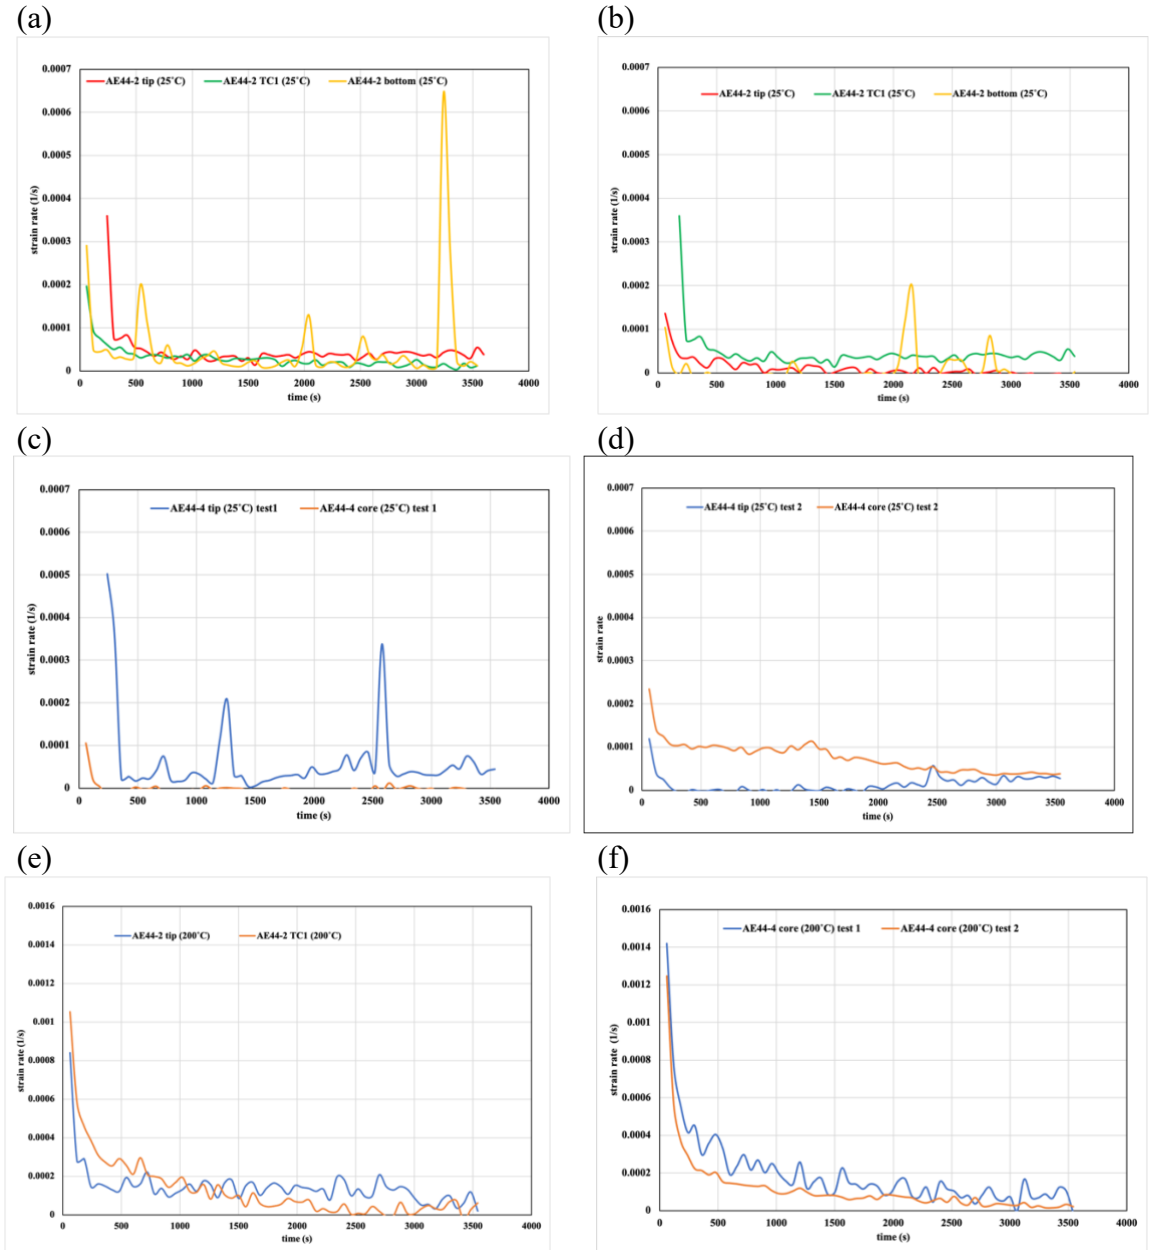 (a)
0.0007
AE44-2 tip (25˚C) AE44-2 TC1 (25˚C) AE44-2 bottom (25˚C)
0.0006
0.0005
0.0004
0.0003
0.0002
0.0001
0
strain rate (1/s)
0 500 1000 1500 2000 2500 3000 3500 4000
time (s)
(b)
0.0007
AE44-2 tip (25˚C) AE44-2 TC1 (25˚C) AE44-2 bottom (25˚C)
0.0006
0.0005
0.0004
0.0003
0.0002
0.0001
0
strain rate (1/s)
0 500 1000 1500 2000 2500 3000 3500 4000
time (s)
(c)
0.0007
AE44-4 tip (25˚C) test1 AE44-4 core (25˚C) test 1
0.0006
0.0005
0.0004
0.0003
0.0002
0.0001
0
strain rate (1/s)
0 500 1000 1500 2000 2500 3000 3500 4000
time (s)
(d)
0.0007
AE44-4 tip (25˚C) test 2 AE44-4 core (25˚C) test 2
0.0006
0.0005
0.0004
0.0003
0.0002
0.0001
0
strain rate
0 500 1000 1500 2000 2500 3000 3500 4000
time (s)
(e)
0.0016
AE44-2 tip (200˚C) AE44-2 TC1 (200˚C)
0.0014
0.0012
0.001
0.0008
0.0006
0.0004
0.0002
0
strain rate (1/s)
0 500 1000 1500 2000 2500 3000 3500 4000
time (s)
(f)
0.0016
AE44-4 core (200˚C) test 1 AE44-4 core (200˚C) test 2
0.0014
0.0012
0.001
0.0008
0.0006
0.0004
0.0002
0
strain rate (1/s)
0 500 1000 1500 2000 2500 3000 3500 4000
time (s)